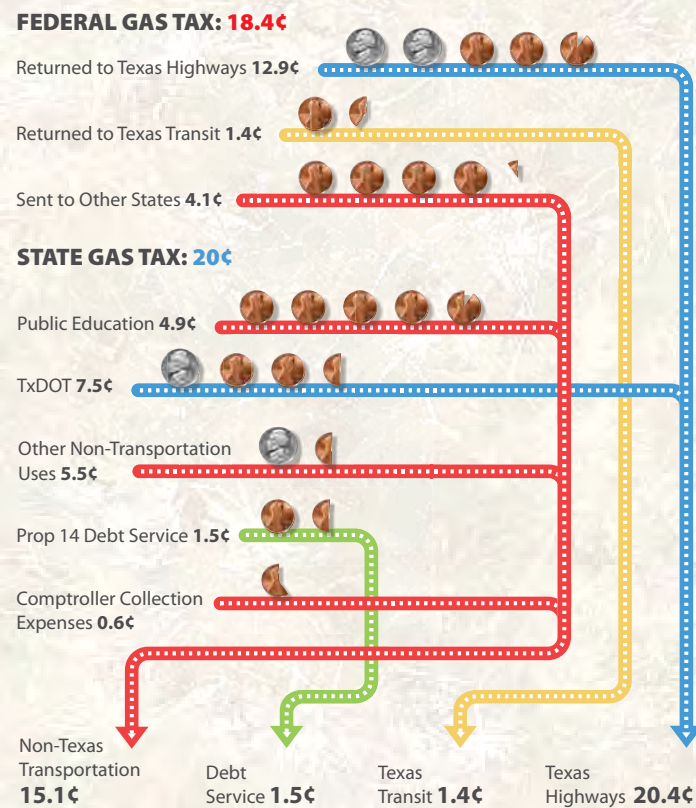 FEDERAL GAS TAX: 18.4¢
Returned to Texas Highways 12.9¢
Returned to Texas Transit 1.4¢
Sent to Other States 4.1¢
STATE GAS TAX: 20¢
Public Education 4.9¢
TxDOT 7.5¢
Other Non-Transportation
Uses 5.5¢
Prop 14 Debt Service 1.5¢
Comptroller Collection
Expenses 0.6¢
Non-Texas
Transportation
15.1¢
Debt
Service 1.5¢
Texas
Transit 1.4¢
Texas
Highways 20.4¢